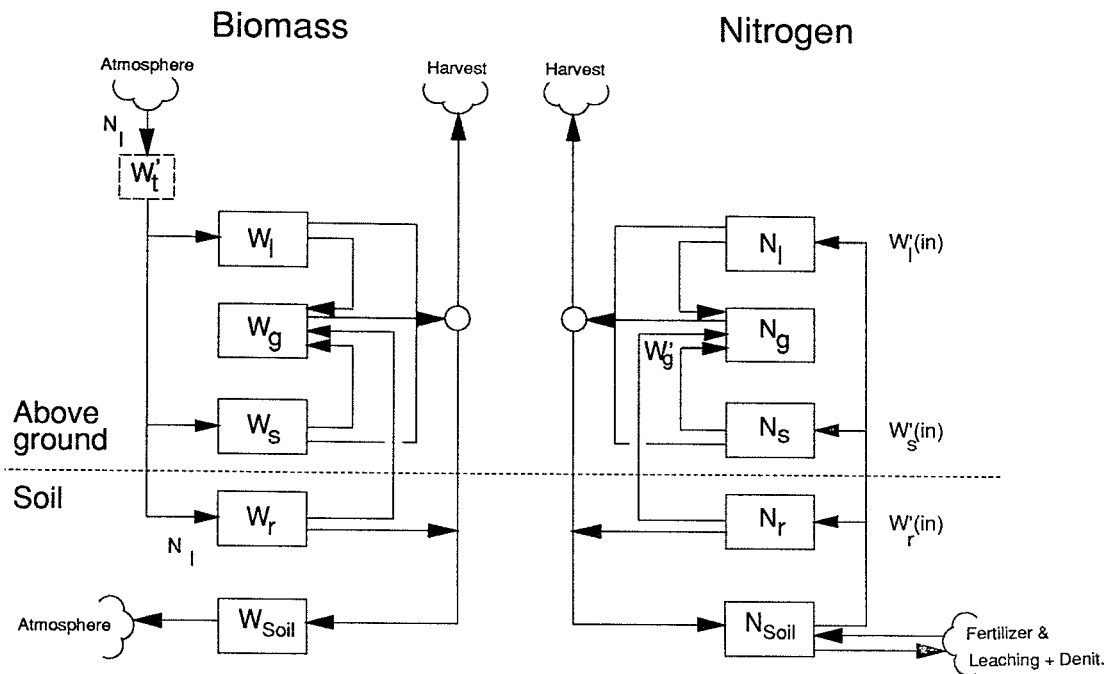 Biomass
Nitrogen
Atmosphere
Harvest
Harvest
N_l
W'_t
W_l
N_l
W'_l(in)
W_g
N_g
W'_g
Above
ground
W_s
N_s
W'_s(in)
Soil
W_r
N_r
W'_r(in)
N_l
Atmosphere
W_Soil
N_Soil
Fertilizer &
Leaching + Denit.